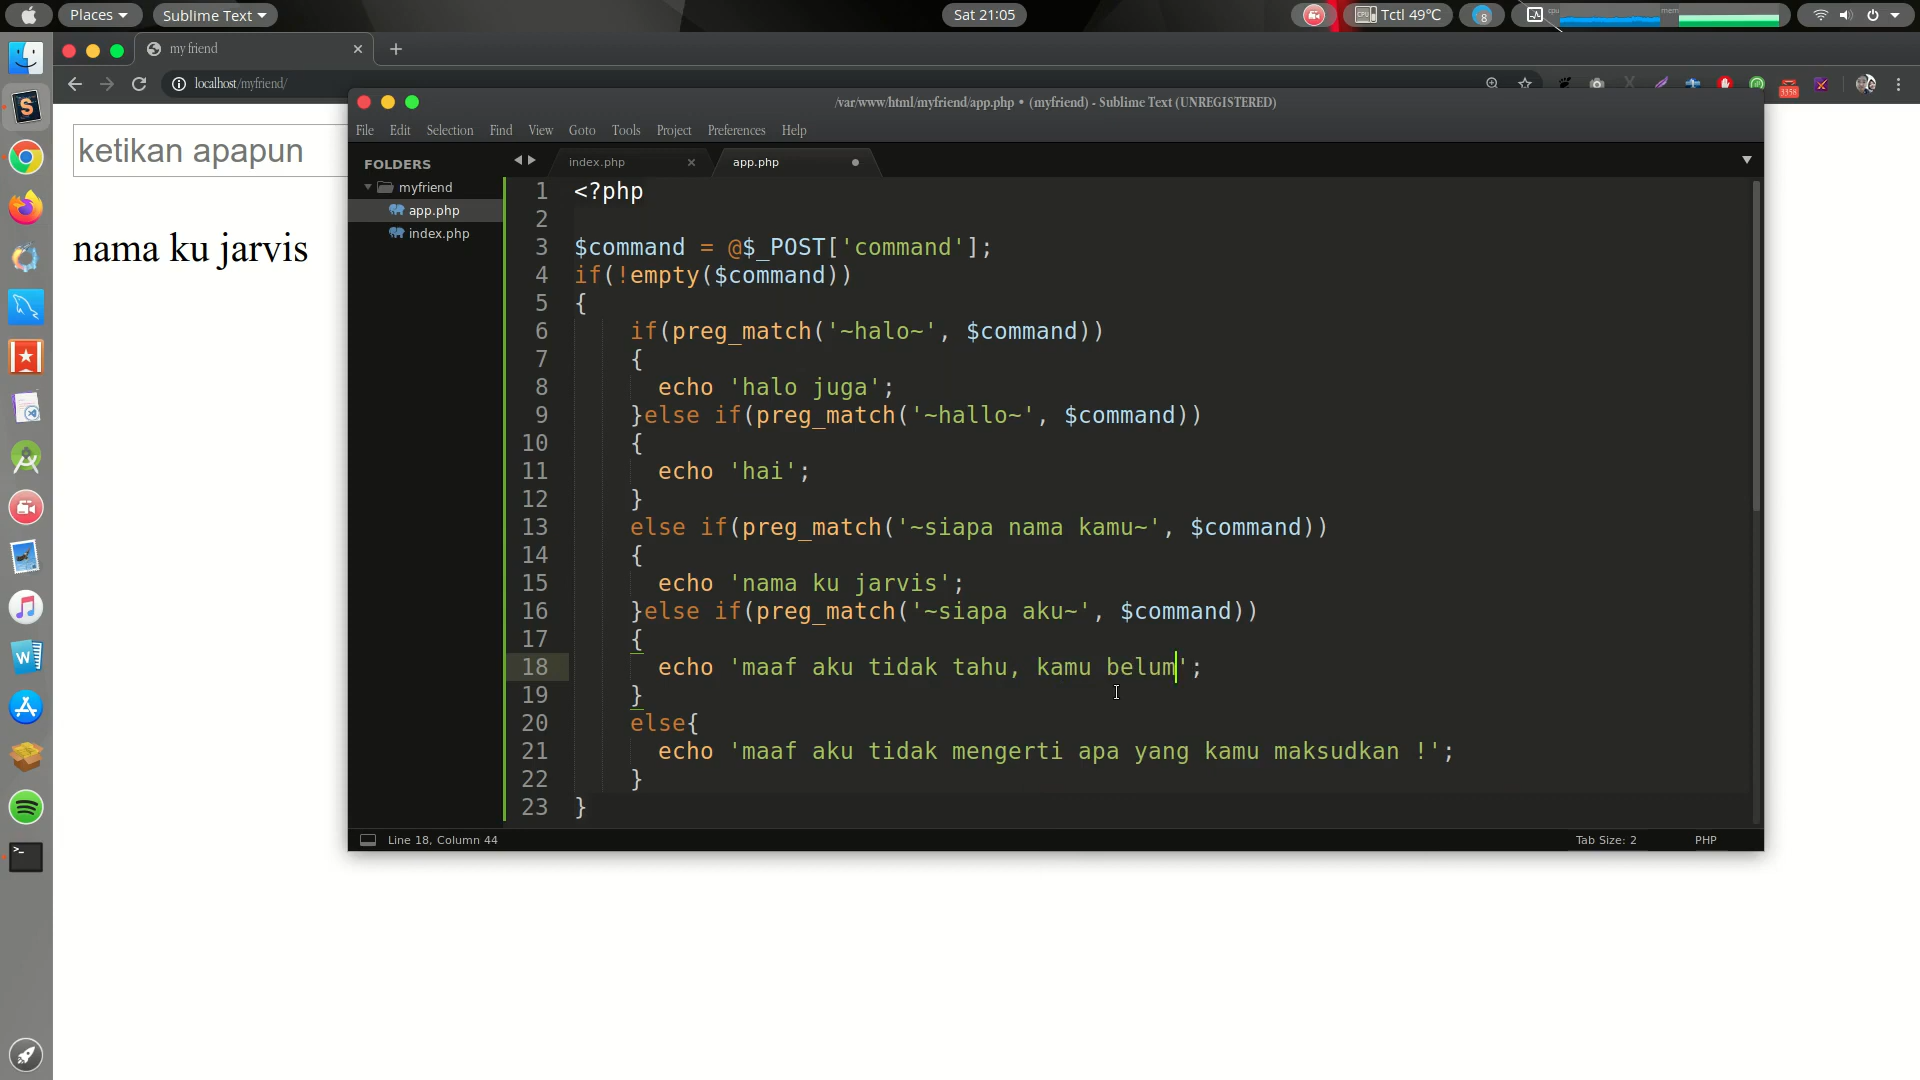 Places
Sublime Text
Sat 21:05
Tctl 49°C
8
cpu
mem
my friend
localhost/myfriend/
3358
ketikan apapun
nama ku jarvis
/var/www/html/myfriend/app.php • (myfriend) - Sublime Text (UNREGISTERED)
File Edit Selection Find View Goto Tools Project Preferences Help
FOLDERS
myfriend
app.php
index.php
index.php
app.php
1 <?php
2
3 $command = @$_POST['command'];
4 if(!empty($command))
5 {
6 if(preg_match('~halo~', $command))
7 {
8 echo 'halo juga';
9 }else if(preg_match('~hallo~', $command))
10 {
11 echo 'hai';
12 }
13 else if(preg_match('~siapa nama kamu~', $command))
14 {
15 echo 'nama ku jarvis';
16 }else if(preg_match('~siapa aku~', $command))
17 {
18 echo 'maaf aku tidak tahu, kamu belum';
19 }
20 else{
21 echo 'maaf aku tidak mengerti apa yang kamu maksudkan !';
22 }
23 }
Line 18, Column 44
Tab Size: 2
PHP